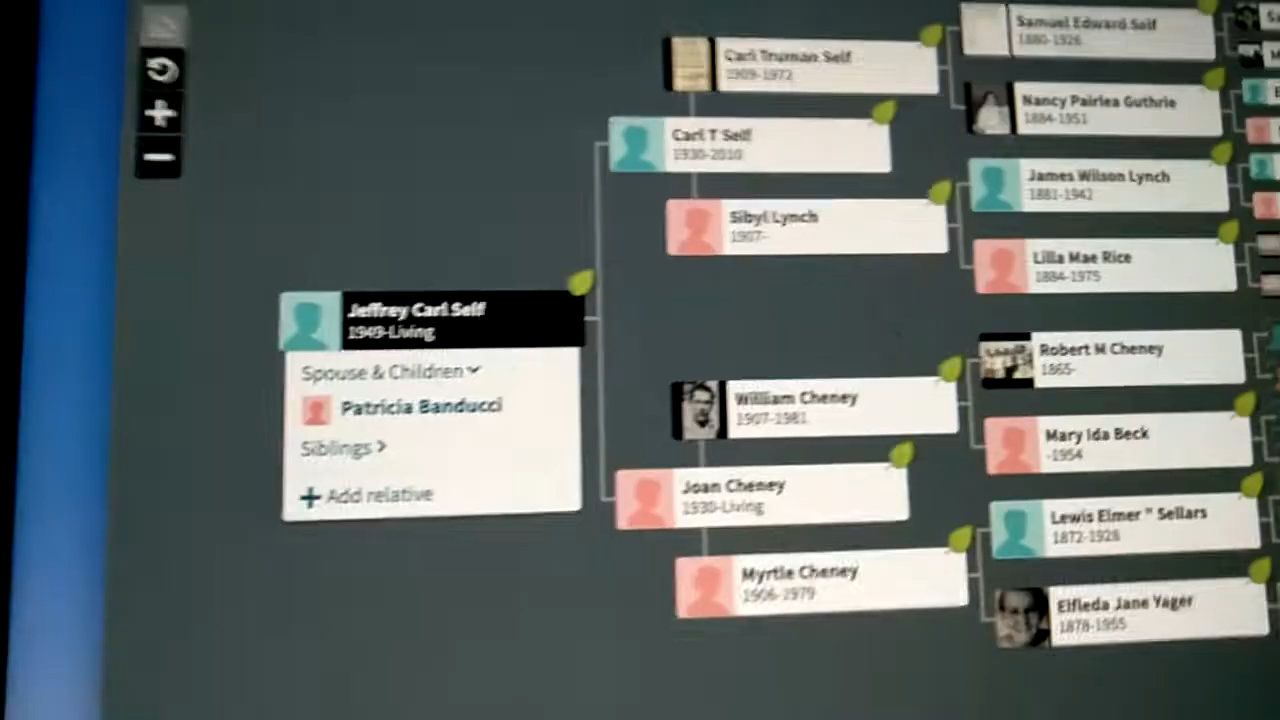 Samuel Edward Self
1880-1926
Carl Truman Self
1909-1972
Nancy Pairlea Guthrie
1884-1951
Carl T Self
1930-2010
James Wilson Lynch
1881-1942
Sibyl Lynch
1907-
Lilla Mae Rice
1884-1975
Jeffrey Carl Self
1949-Living
Spouse & Children
Patricia Banducci
Siblings >
+ Add relative
Robert M Cheney
1865-
William Cheney
1907-1981
Mary Ida Beck
-1954
Joan Cheney
1930-Living
Lewis Elmer " Sellars
1872-1928
Myrtle Cheney
1906-1979
Elfleda Jane Yager
1878-1955